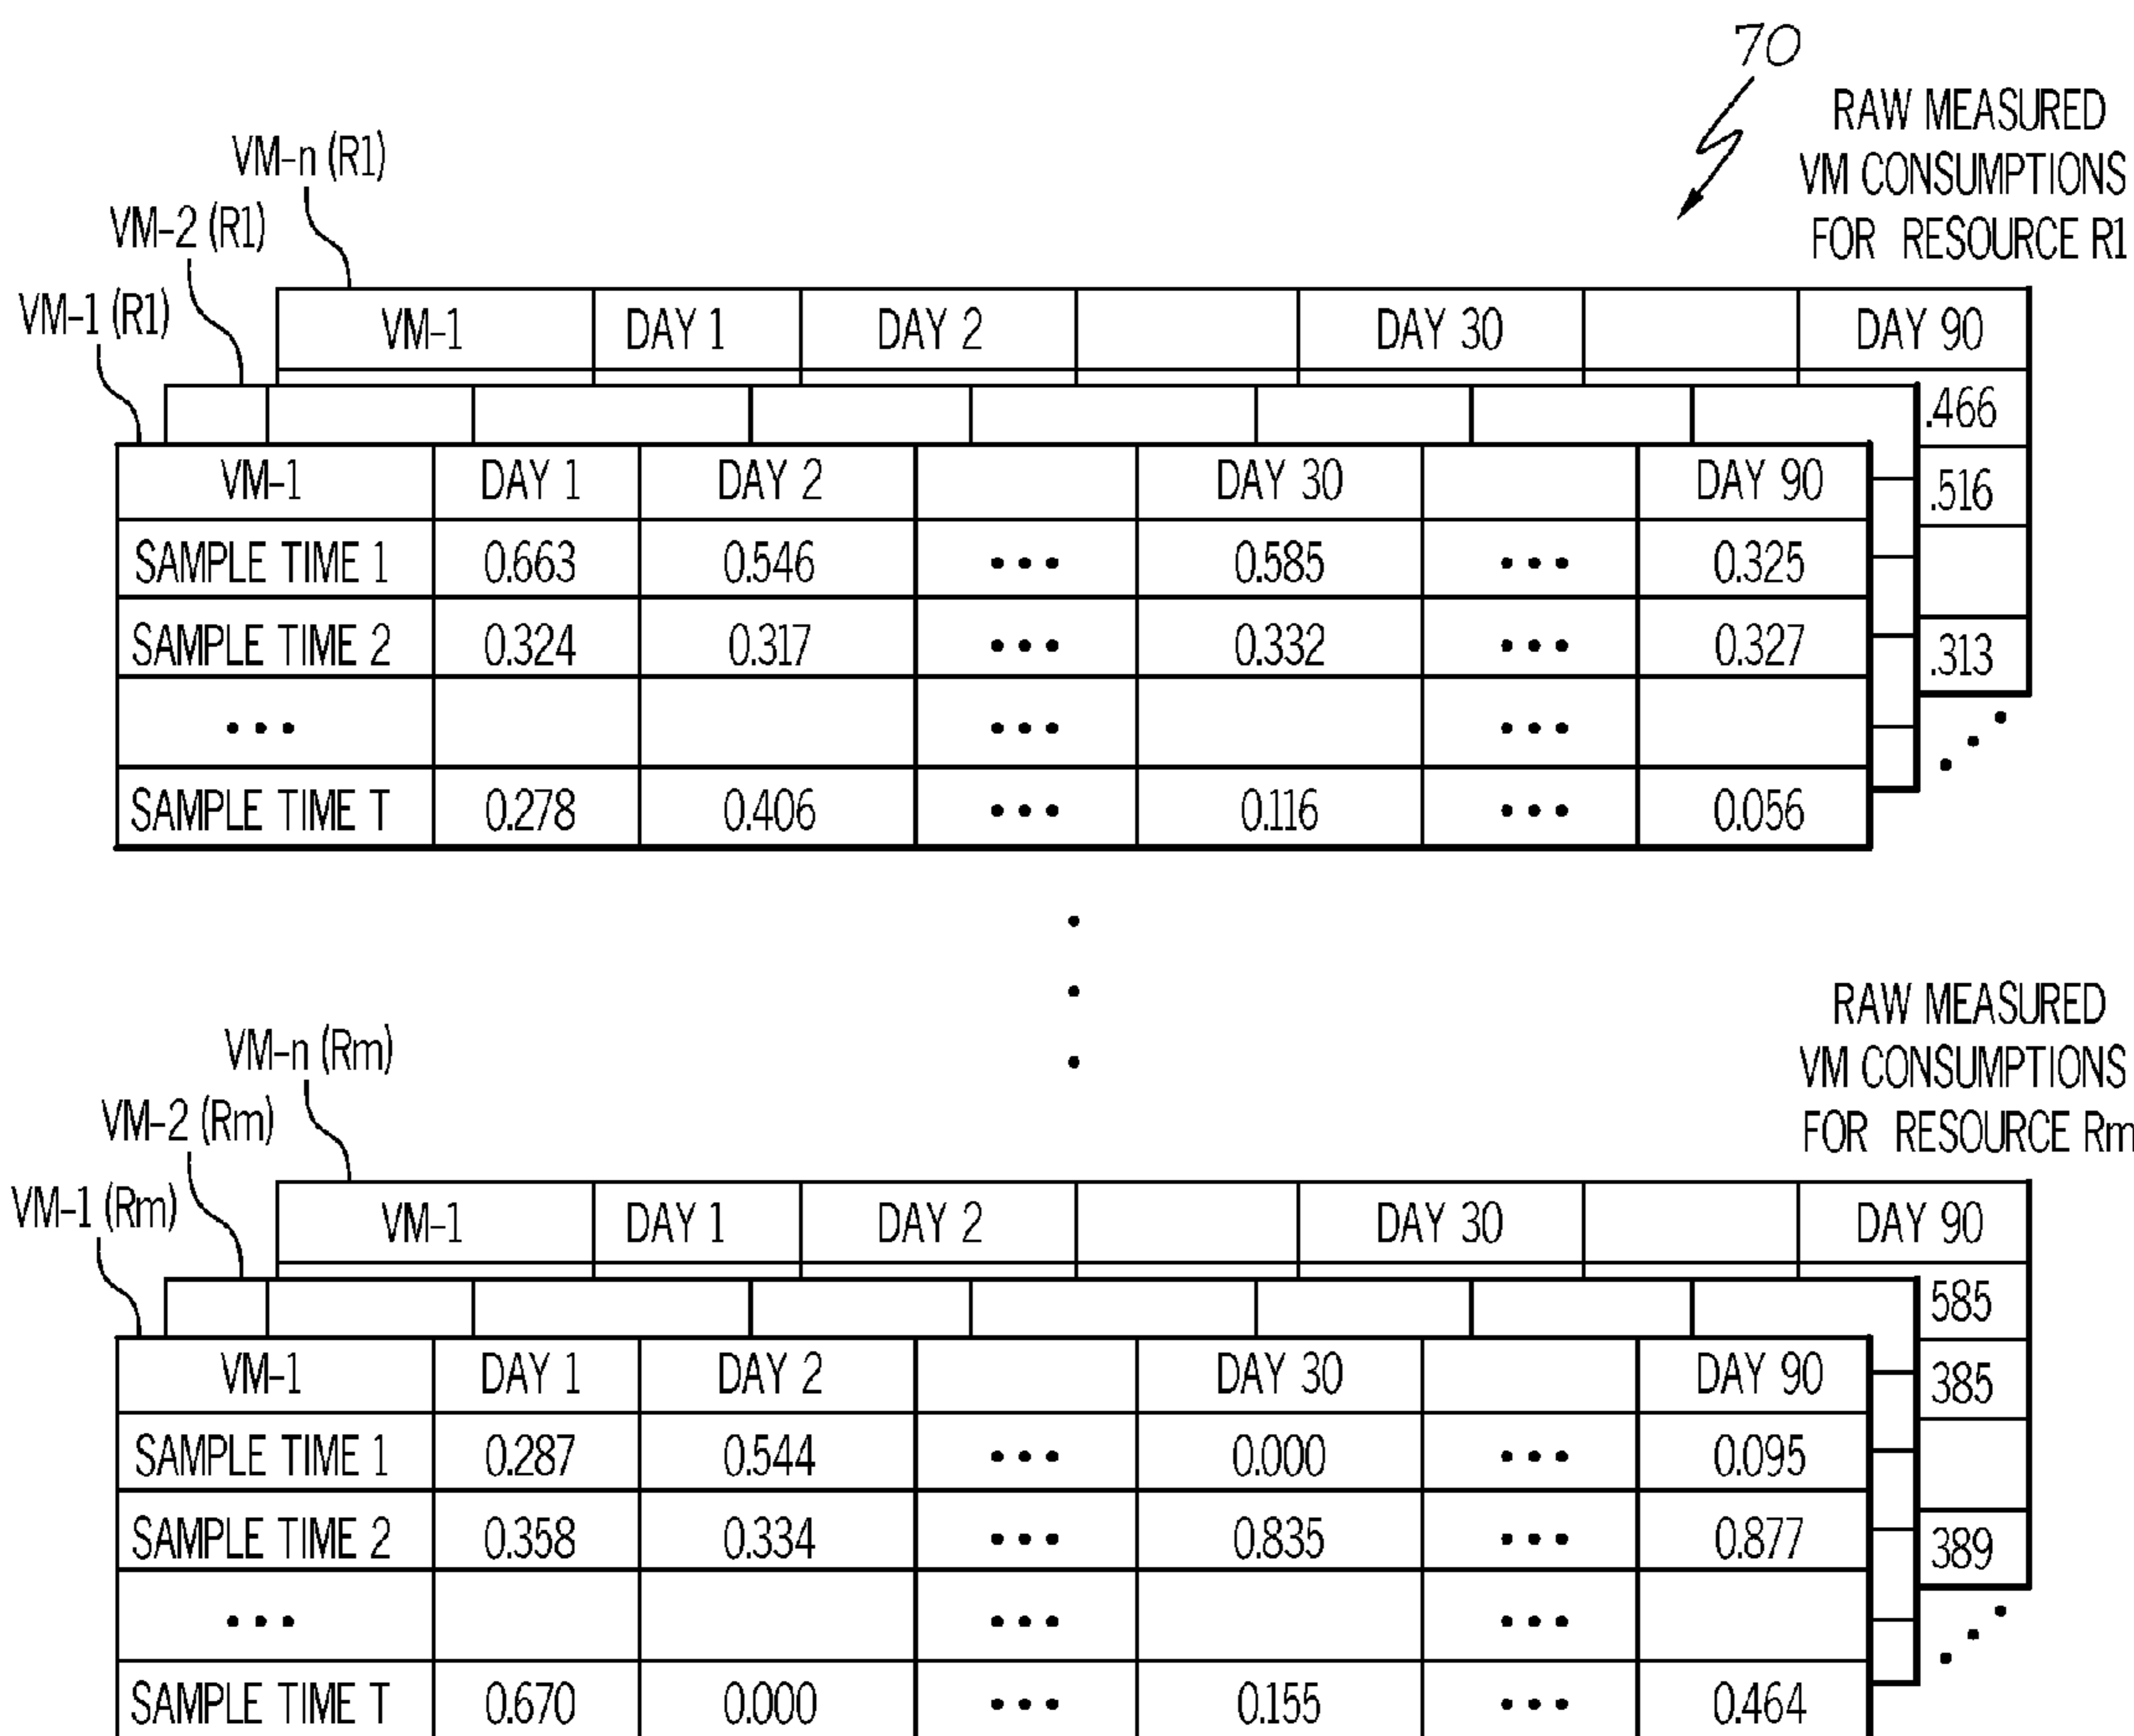 70
RAW MEASURED
VM CONSUMPTIONS
FOR RESOURCE R1
VM-n (R1)
VM-2 (R1)
VM-1 (R1)
VM-1 DAY 1 DAY 2 DAY 30 DAY 90
.466
.516
.313
VM-1 DAY 1 DAY 2 DAY 30 DAY 90
SAMPLE TIME 1 0.663 0.546 ••• 0.585 ••• 0.325
SAMPLE TIME 2 0.324 0.317 ••• 0.332 ••• 0.327
••• ••• •••
SAMPLE TIME T 0.278 0.406 ••• 0.116 ••• 0.056
RAW MEASURED
VM CONSUMPTIONS
FOR RESOURCE Rm
VM-n (Rm)
VM-2 (Rm)
VM-1 (Rm)
VM-1 DAY 1 DAY 2 DAY 30 DAY 90
585
385
389
VM-1 DAY 1 DAY 2 DAY 30 DAY 90
SAMPLE TIME 1 0.287 0.544 ••• 0.000 ••• 0.095
SAMPLE TIME 2 0.358 0.334 ••• 0.835 ••• 0.877
••• ••• •••
SAMPLE TIME T 0.670 0.000 ••• 0.155 ••• 0.464